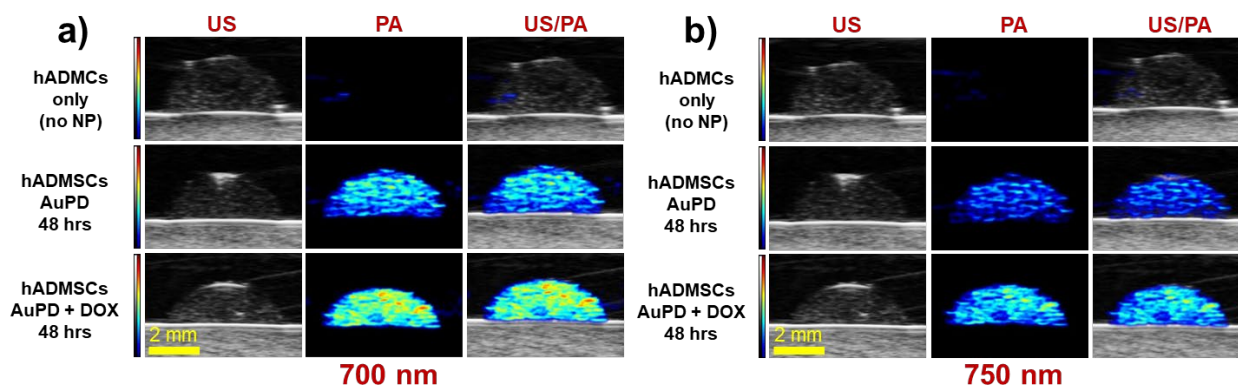 a)
US PA US/PA
hADMCs
only
(no NP)
hADMSCs
AuPD
48 hrs
hADMSCs
AuPD + DOX
48 hrs
2 mm
700 nm
b)
US PA US/PA
hADMCs
only
(no NP)
hADMSCs
AuPD
48 hrs
hADMSCs
AuPD + DOX
48 hrs
2 mm
750 nm